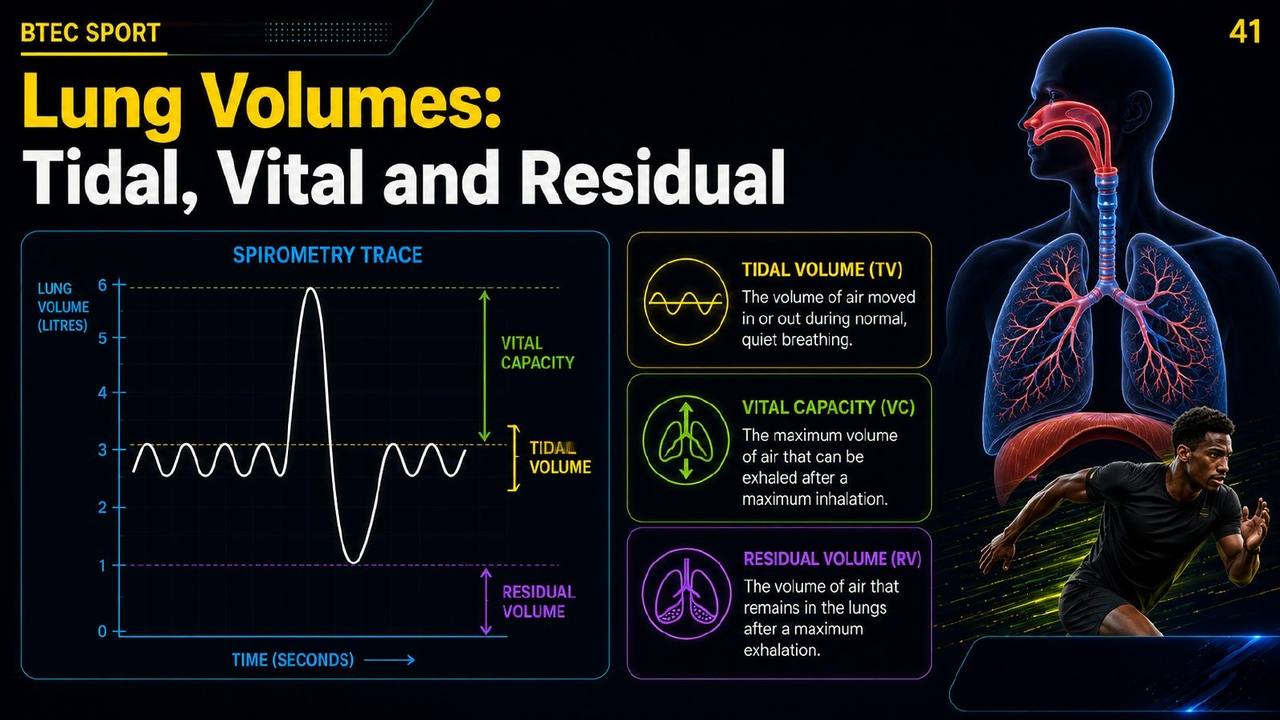 BTEC SPORT
41
Lung Volumes:
Tidal, Vital and Residual
SPIROMETRY TRACE
LUNG
VOLUME
(LITRES)
6
5
4
3
2
1
0
VITAL
CAPACITY
TIDAL
VOLUME
RESIDUAL
VOLUME
TIME (SECONDS)
TIDAL VOLUME (TV)
The volume of air moved
in or out during normal,
quiet breathing.
VITAL CAPACITY (VC)
The maximum volume
of air that can be
exhaled after a
maximum inhalation.
RESIDUAL VOLUME (RV)
The volume of air that
remains in the lungs
after a maximum
exhalation.